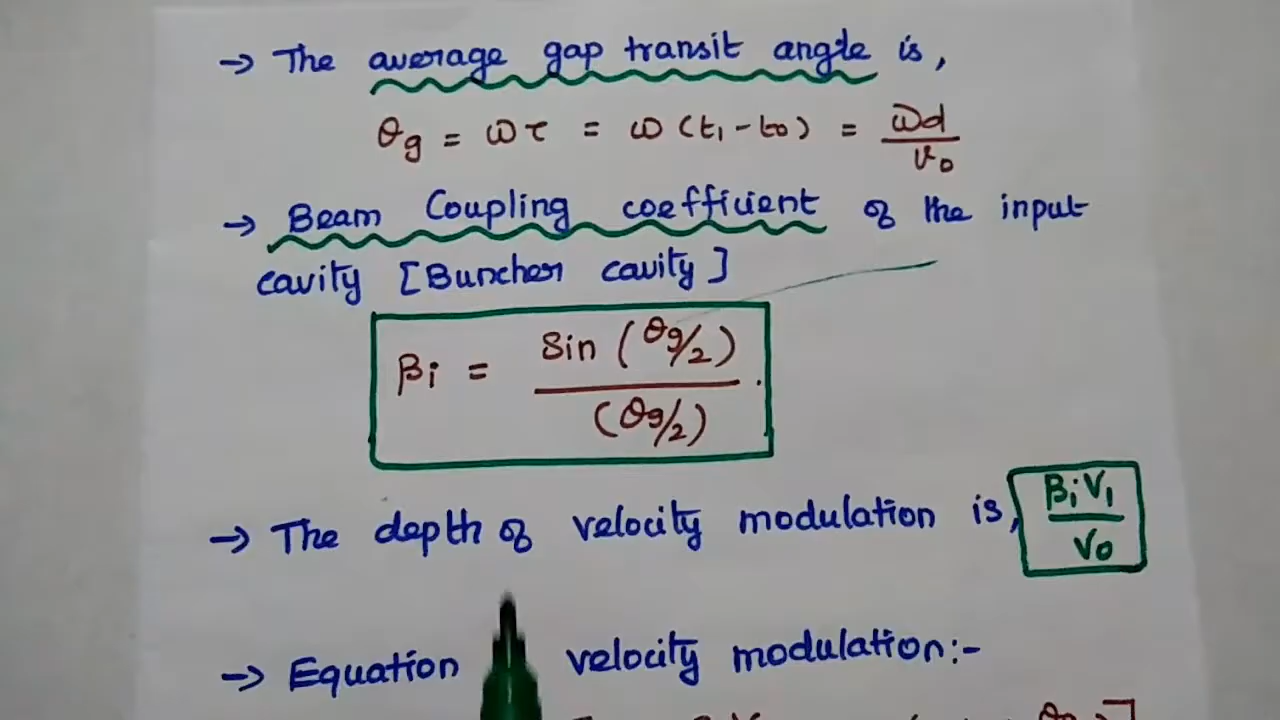 → The average gap transit angle is,
θg = ωτ = ω(t₁ - t₀) = ωd/v₀
→ Beam Coupling coefficient of the input
cavity [Buncher cavity]
βi = Sin (θg/2) / (θg/2) .
→ The depth of velocity modulation is, βiV₁/V₀
→ Equation velocity modulation:-